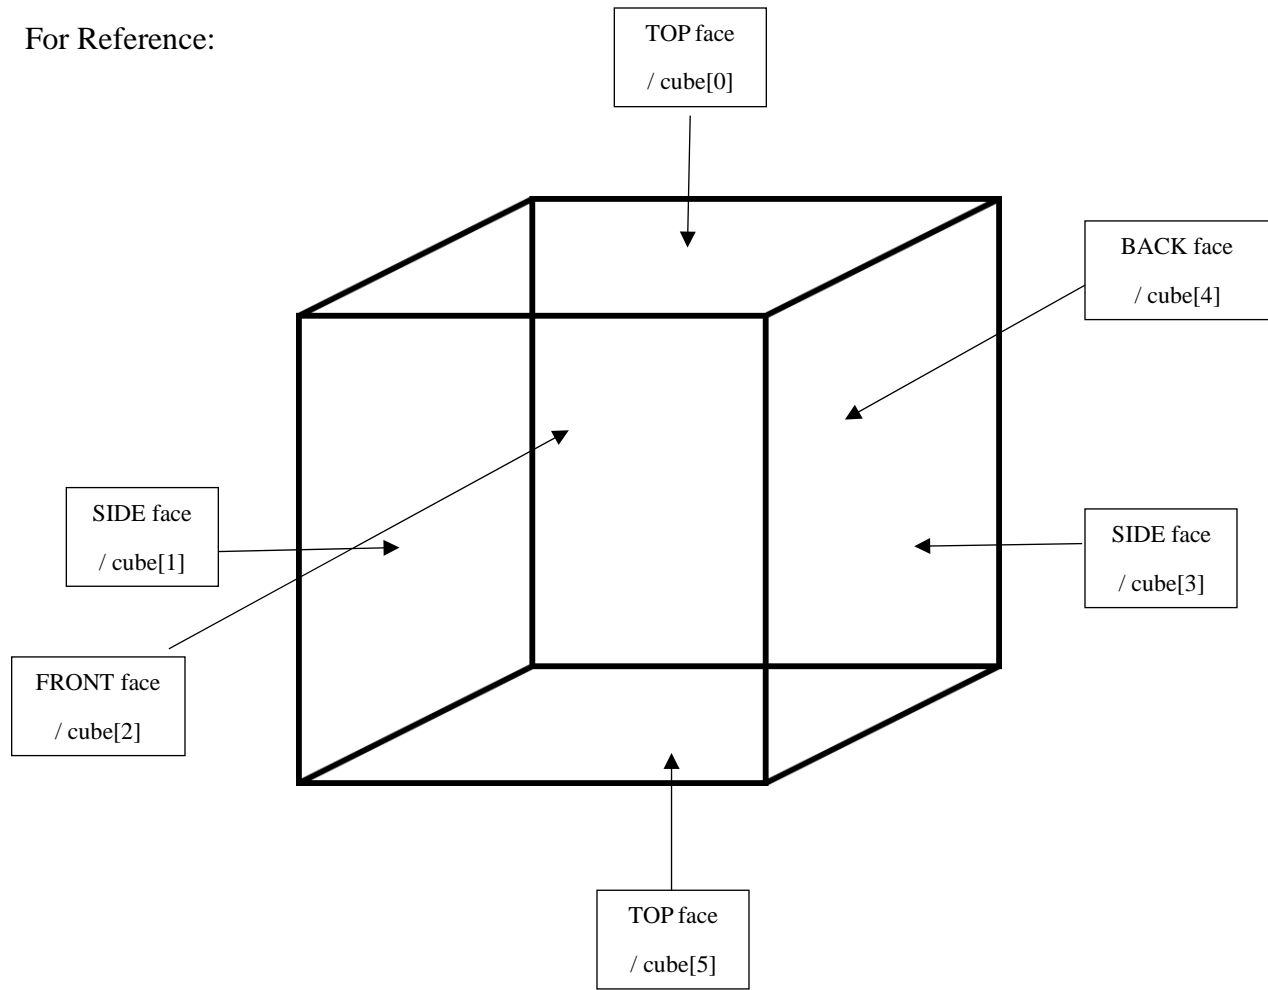 For Reference:
TOP face
/ cube[0]
BACK face
/ cube[4]
SIDE face
/ cube[1]
SIDE face
/ cube[3]
FRONT face
/ cube[2]
TOP face
/ cube[5]